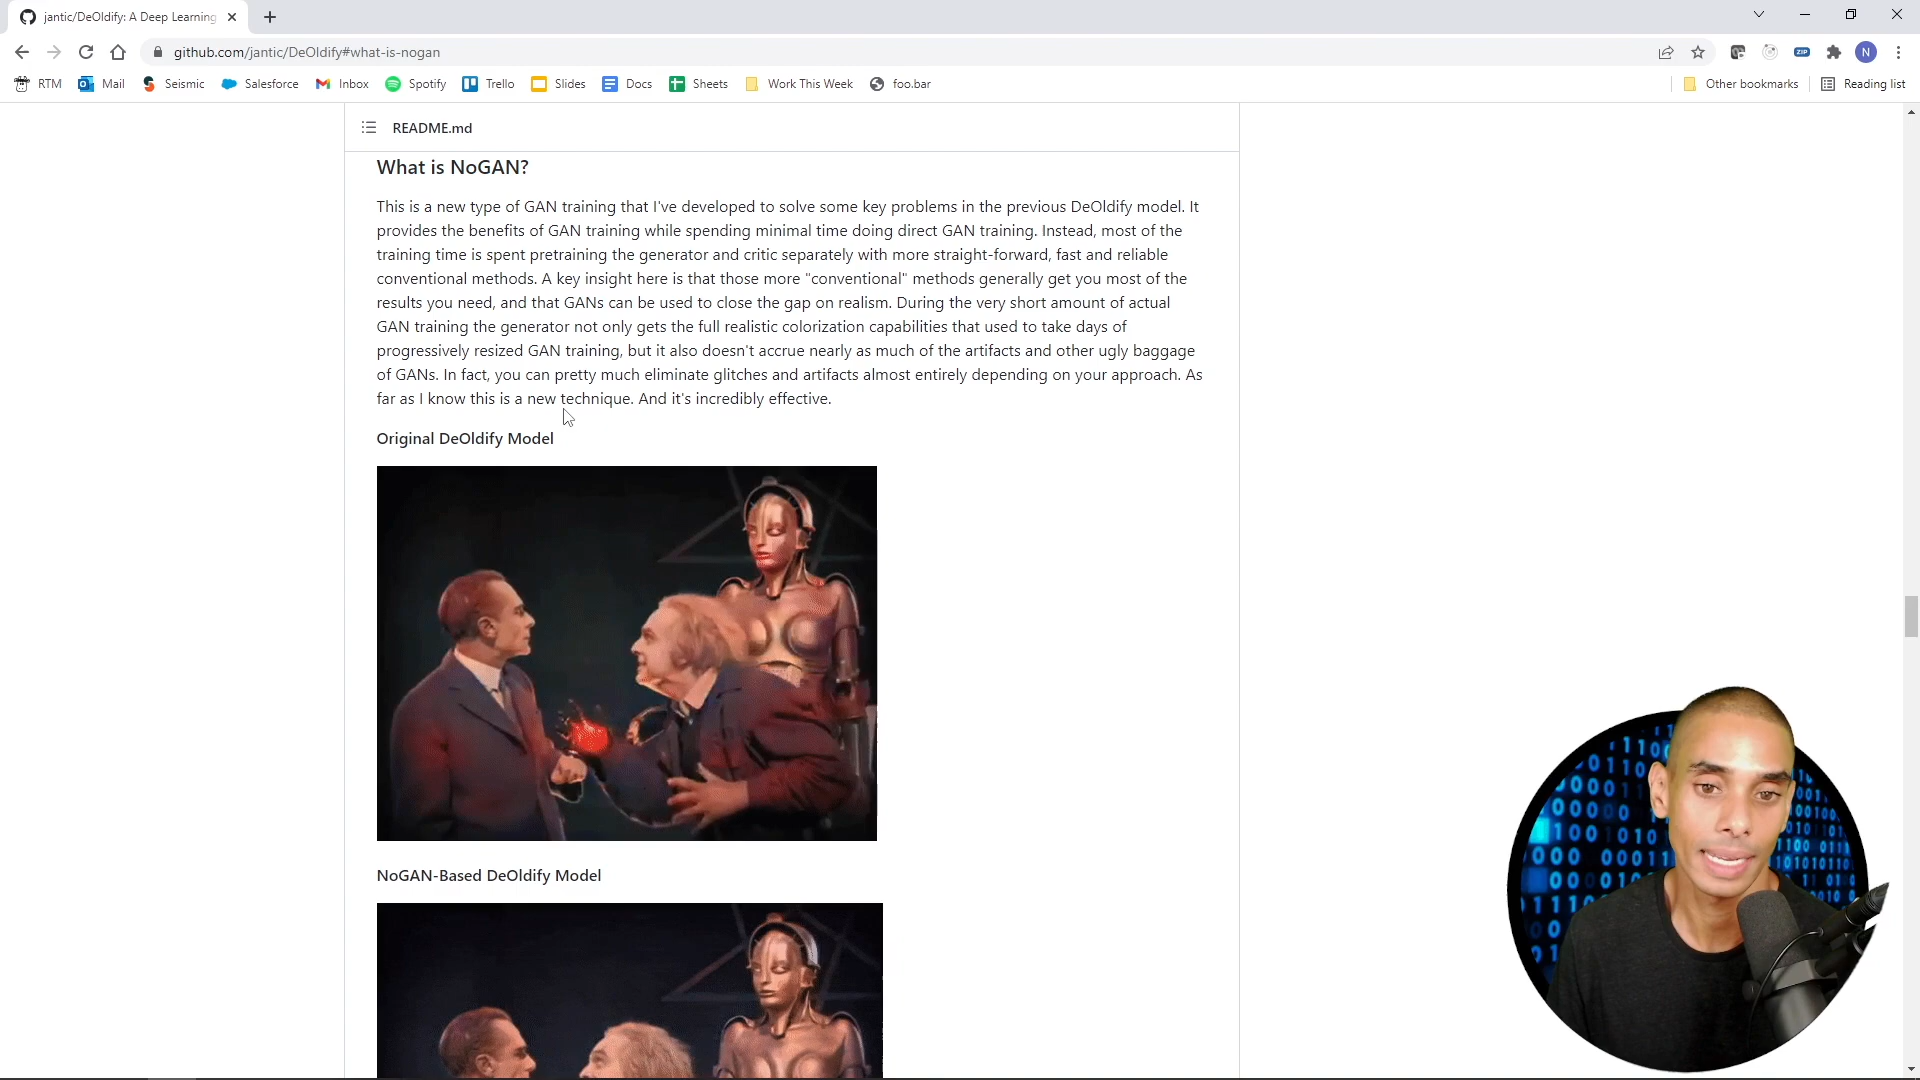 jantic/DeOldify: A Deep Learning
github.com/jantic/DeOldify#what-is-nogan
N
RTM Mail Seismic Salesforce Inbox Spotify Trello Slides Docs Sheets Work This Week foo.bar Other bookmarks Reading list
README.md
What is NoGAN?
This is a new type of GAN training that I've developed to solve some key problems in the previous DeOldify model. It
provides the benefits of GAN training while spending minimal time doing direct GAN training. Instead, most of the
training time is spent pretraining the generator and critic separately with more straight-forward, fast and reliable
conventional methods. A key insight here is that those more "conventional" methods generally get you most of the
results you need, and that GANs can be used to close the gap on realism. During the very short amount of actual
GAN training the generator not only gets the full realistic colorization capabilities that used to take days of
progressively resized GAN training, but it also doesn't accrue nearly as much of the artifacts and other ugly baggage
of GANs. In fact, you can pretty much eliminate glitches and artifacts almost entirely depending on your approach. As
far as I know this is a new technique. And it's incredibly effective.
Original DeOldify Model
NoGAN-Based DeOldify Model